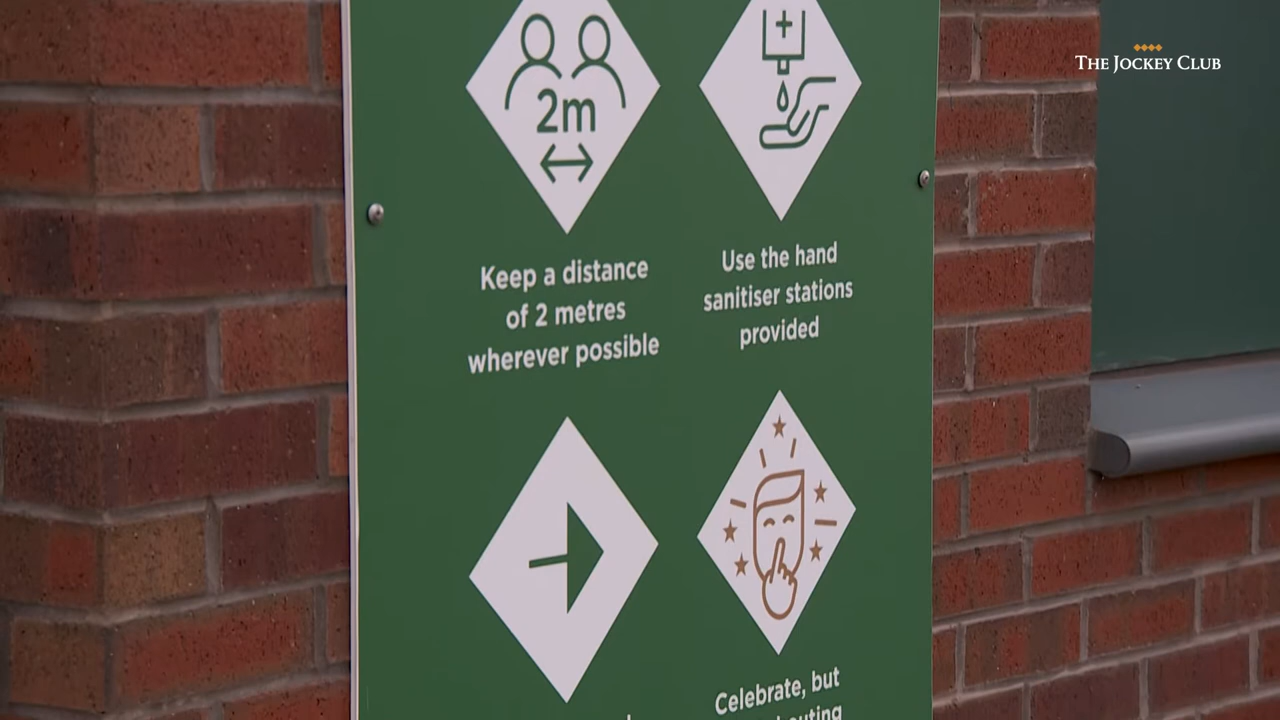 THE JOCKEY CLUB
2m
Keep a distance
of 2 metres
wherever possible
Use the hand
sanitiser stations
provided
Celebrate, but